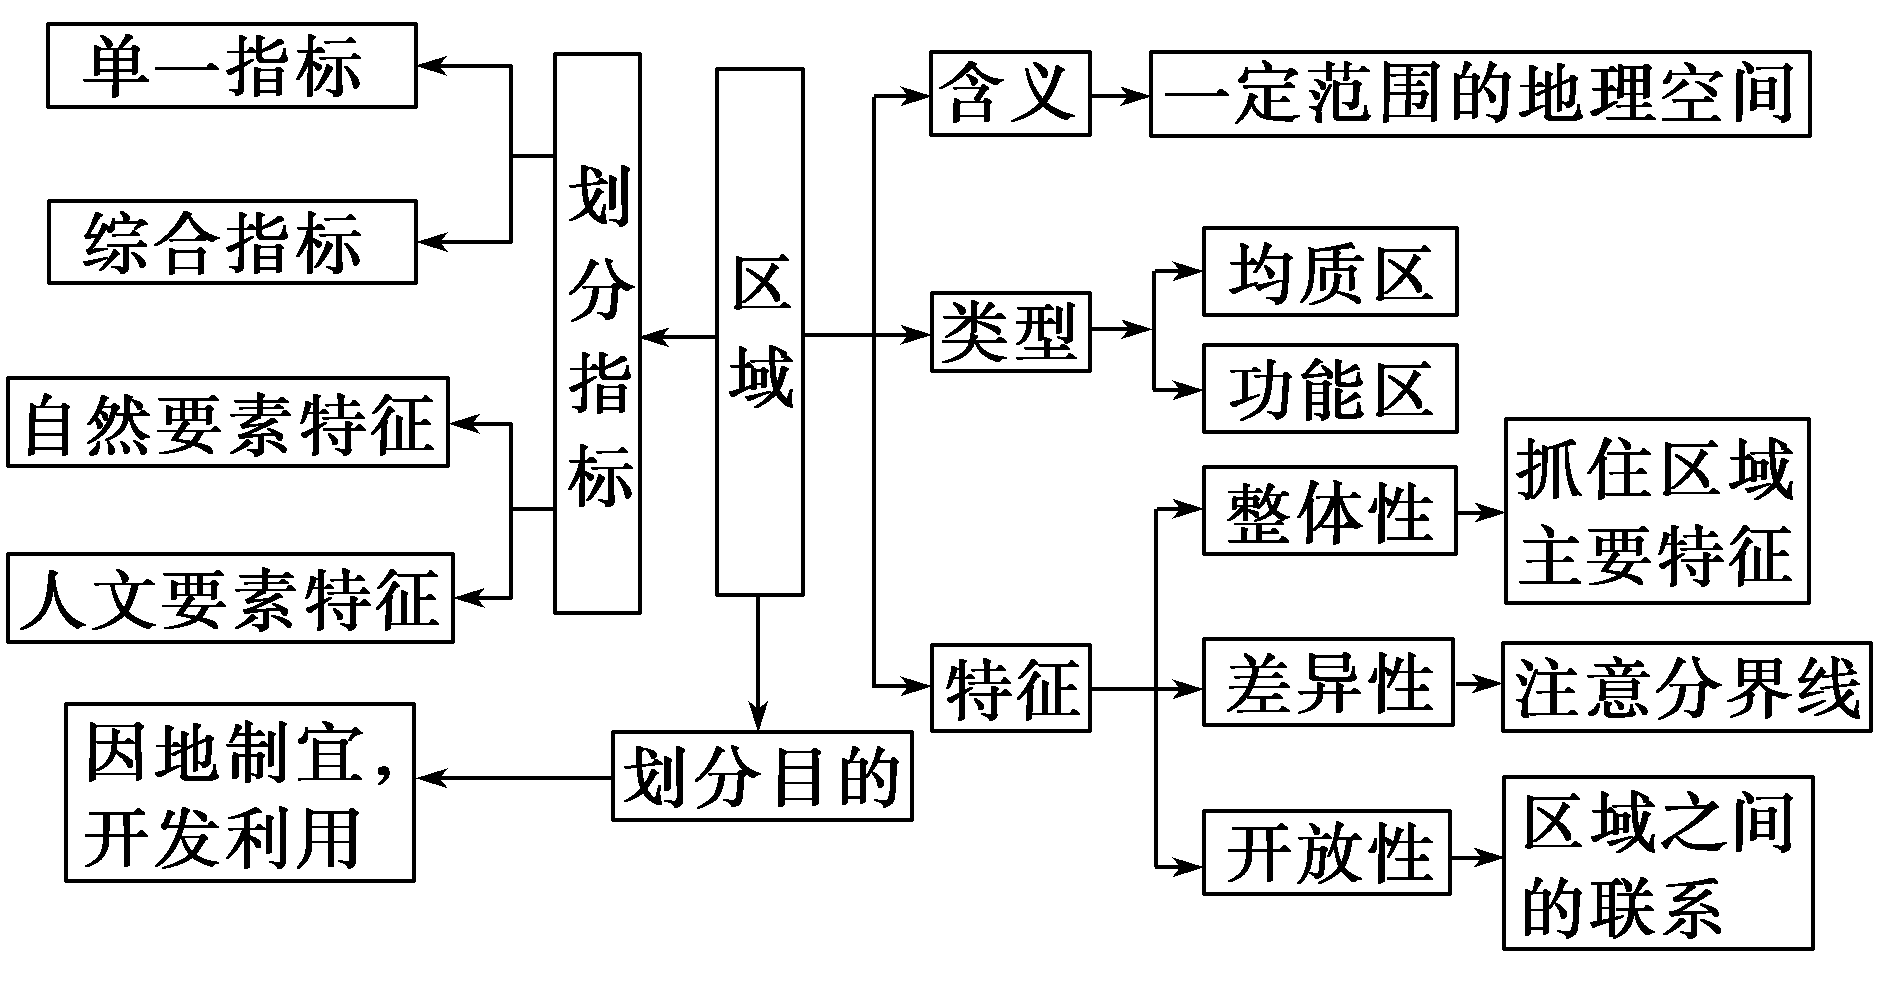 单一指标
综合指标
自然要素特征
人文要素特征
划分指标
区域
含义
一定范围的地理空间
类型
均质区
功能区
特征
整体性
抓住区域
主要特征
差异性
注意分界线
开放性
区域之间
的联系
划分目的
因地制宜，
开发利用